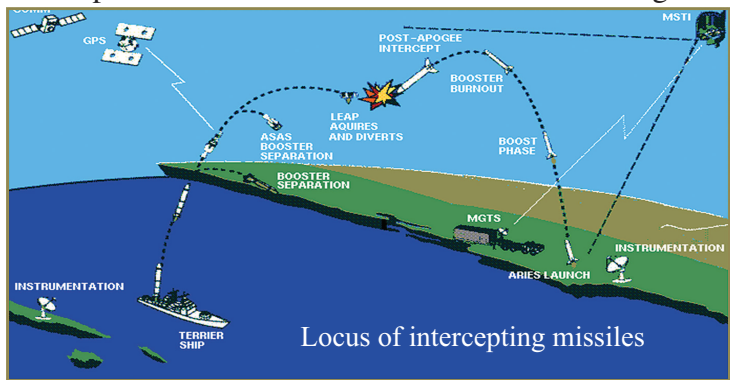 COMM
GPS
MSTI
POST-APOGEE
INTERCEPT
BOOSTER
BURNOUT
LEAP
AQUIRES
AND DIVERTS
ASAS
BOOSTER
SEPARATION
BOOST
PHASE
BOOSTER
SEPARATION
MGTS
INSTRUMENTATION
ARIES LAUNCH
INSTRUMENTATION
TERRIER
SHIP
Locus of intercepting missiles